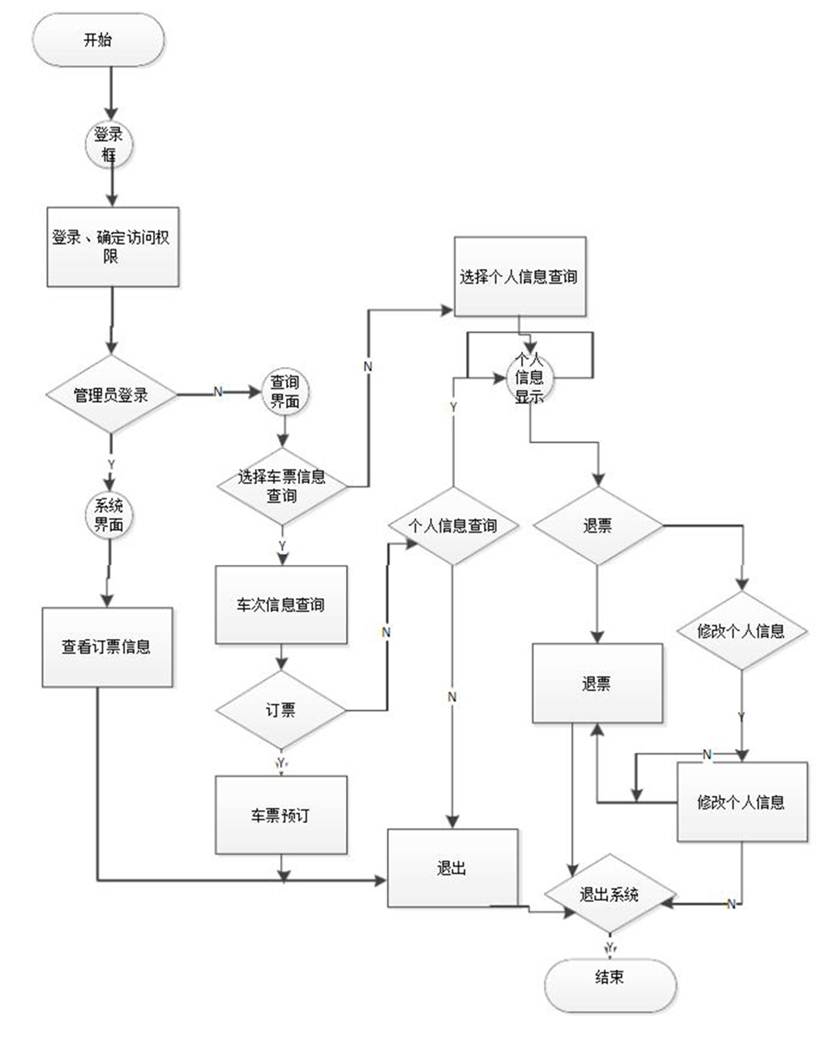 开始
登录
框
登录、确定访问权
限
管理员登录
N
Y
系统
界面
查看订票信息
查询
界面
选择车票信息
查询
N
Y
车次信息查询
订票
N
Y
车票预订
选择个人信息查询
个人
信息
显示
Y
个人信息查询
N
退出
退票
退票
修改个人信息
Y
N
修改个人信息
N
退出系统
Y
结束